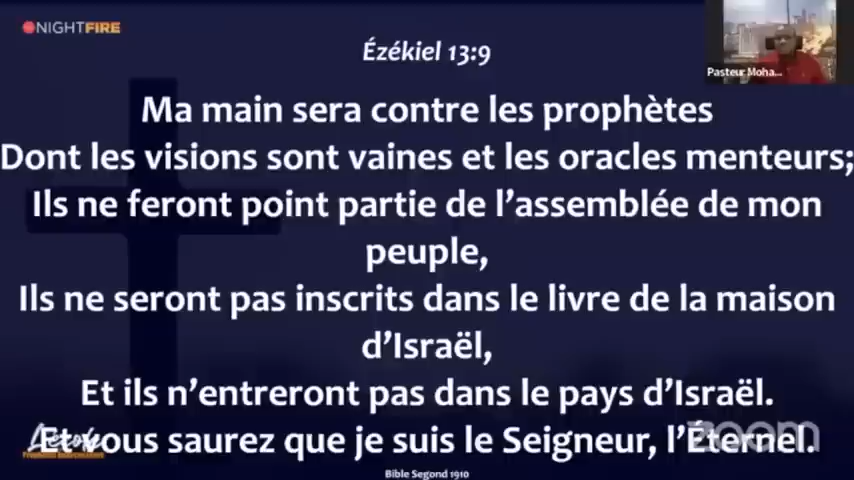 NIGHTFIRE
Ézékiel 13:9
Pasteur Moha...
Ma main sera contre les prophètes
Dont les visions sont vaines et les oracles menteurs;
Ils ne feront point partie de l'assemblée de mon
peuple,
Ils ne seront pas inscrits dans le livre de la maison
d'Israël,
Et ils n'entreront pas dans le pays d'Israël.
Et vous saurez que je suis le Seigneur, l'Éternel.
zoom
Bible Segond 1910